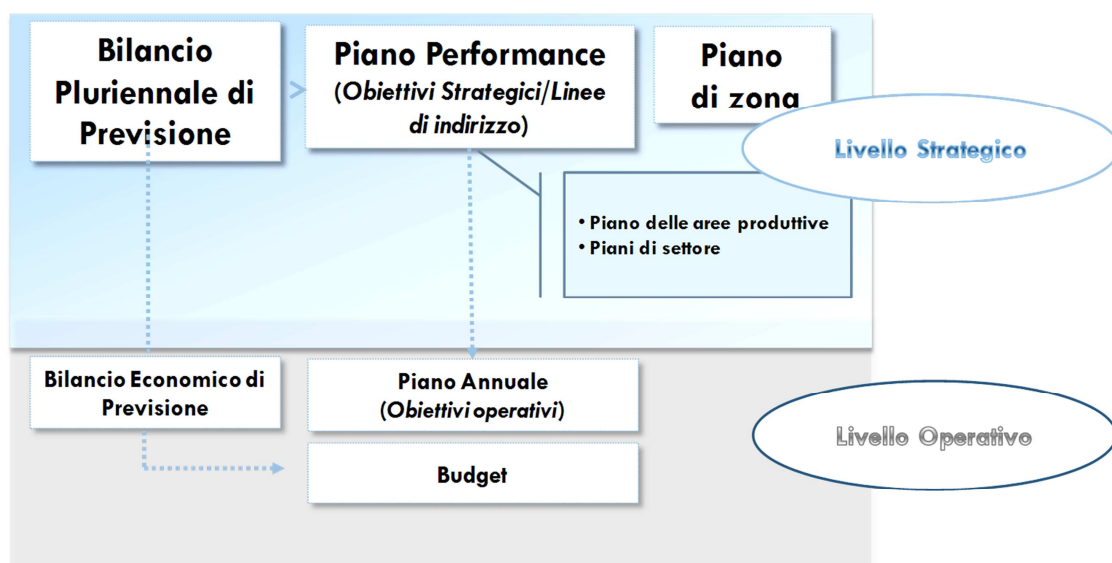 Bilancio
Pluriennale di
Previsione
Piano Performance
(Obiettivi Strategici/Linee
di indirizzo)
Piano
di zona
Livello Strategico
• Piano delle aree produttive
• Piani di settore
Bilancio Economico di
Previsione
Piano Annuale
(Obiettivi operativi)
Livello Operativo
Budget